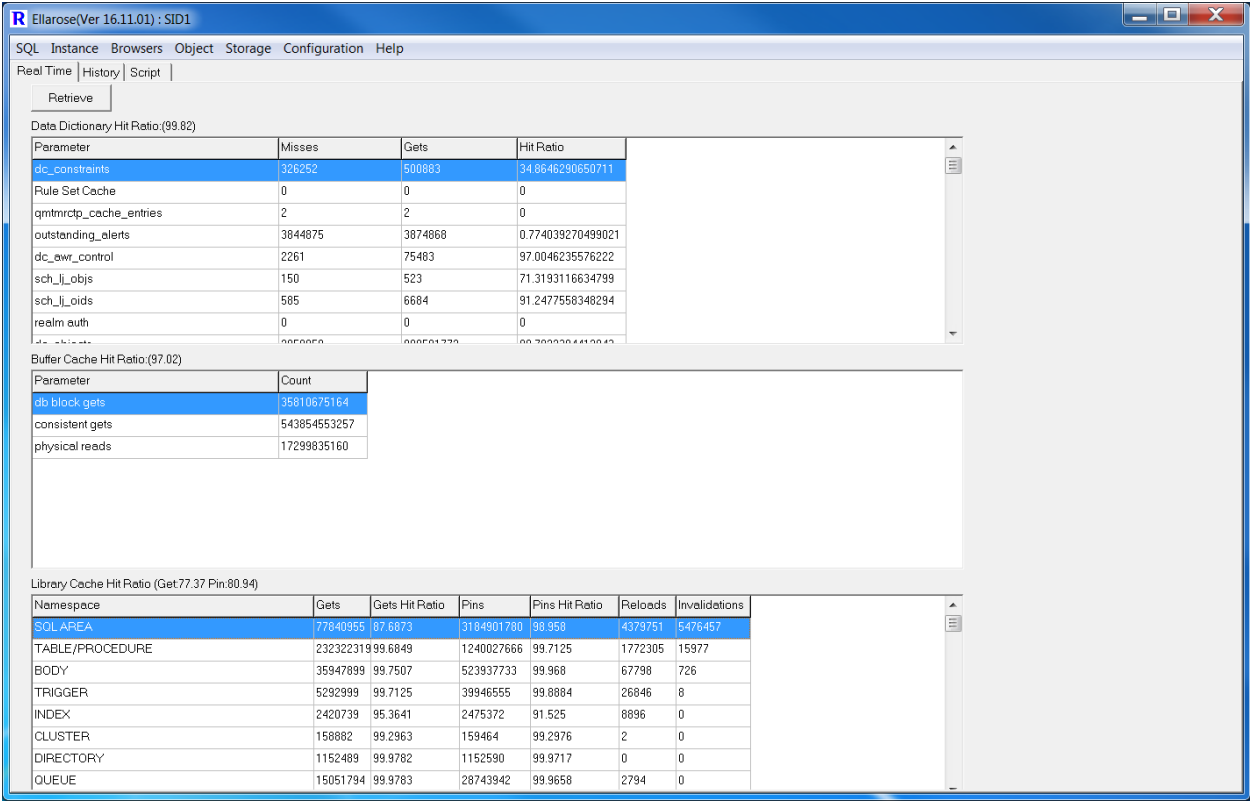 R Ellarose(Ver 16.11.01) : SID1
SQL Instance Browsers Object Storage Configuration Help
Real Time History Script
Retrieve
Data Dictionary Hit Ratio:(99.82)
Parameter Misses Gets Hit Ratio
dc_constraints 326252 500883 34.8646290650711
Rule Set Cache 0 0 0
qmtmrctp_cache_entries 2 2 0
outstanding_alerts 3844875 3874868 0.774039270499021
dc_awr_control 2261 75483 97.0046235576222
sch_lj_objs 150 523 71.3193116634799
sch_lj_oids 585 6684 91.2477558348294
realm auth 0 0 0
Buffer Cache Hit Ratio:(97.02)
Parameter Count
db block gets 35810675164
consistent gets 543854553257
physical reads 17299835160
Library Cache Hit Ratio (Get:77.37 Pin:80.94)
Namespace Gets Gets Hit Ratio Pins Pins Hit Ratio Reloads Invalidations
SQL AREA 77840955 87.6873 3184901780 98.958 4379751 5476457
TABLE/PROCEDURE 232322319 99.6849 1240027666 99.7125 1772305 15977
BODY 35947899 99.7507 523937733 99.968 67798 726
TRIGGER 5292999 99.7125 39946555 99.8884 26846 8
INDEX 2420739 95.3641 2475372 91.525 8896 0
CLUSTER 158882 99.2963 159464 99.2976 2 0
DIRECTORY 1152489 99.9782 1152590 99.9717 0 0
QUEUE 15051794 99.9783 28743942 99.9658 2794 0